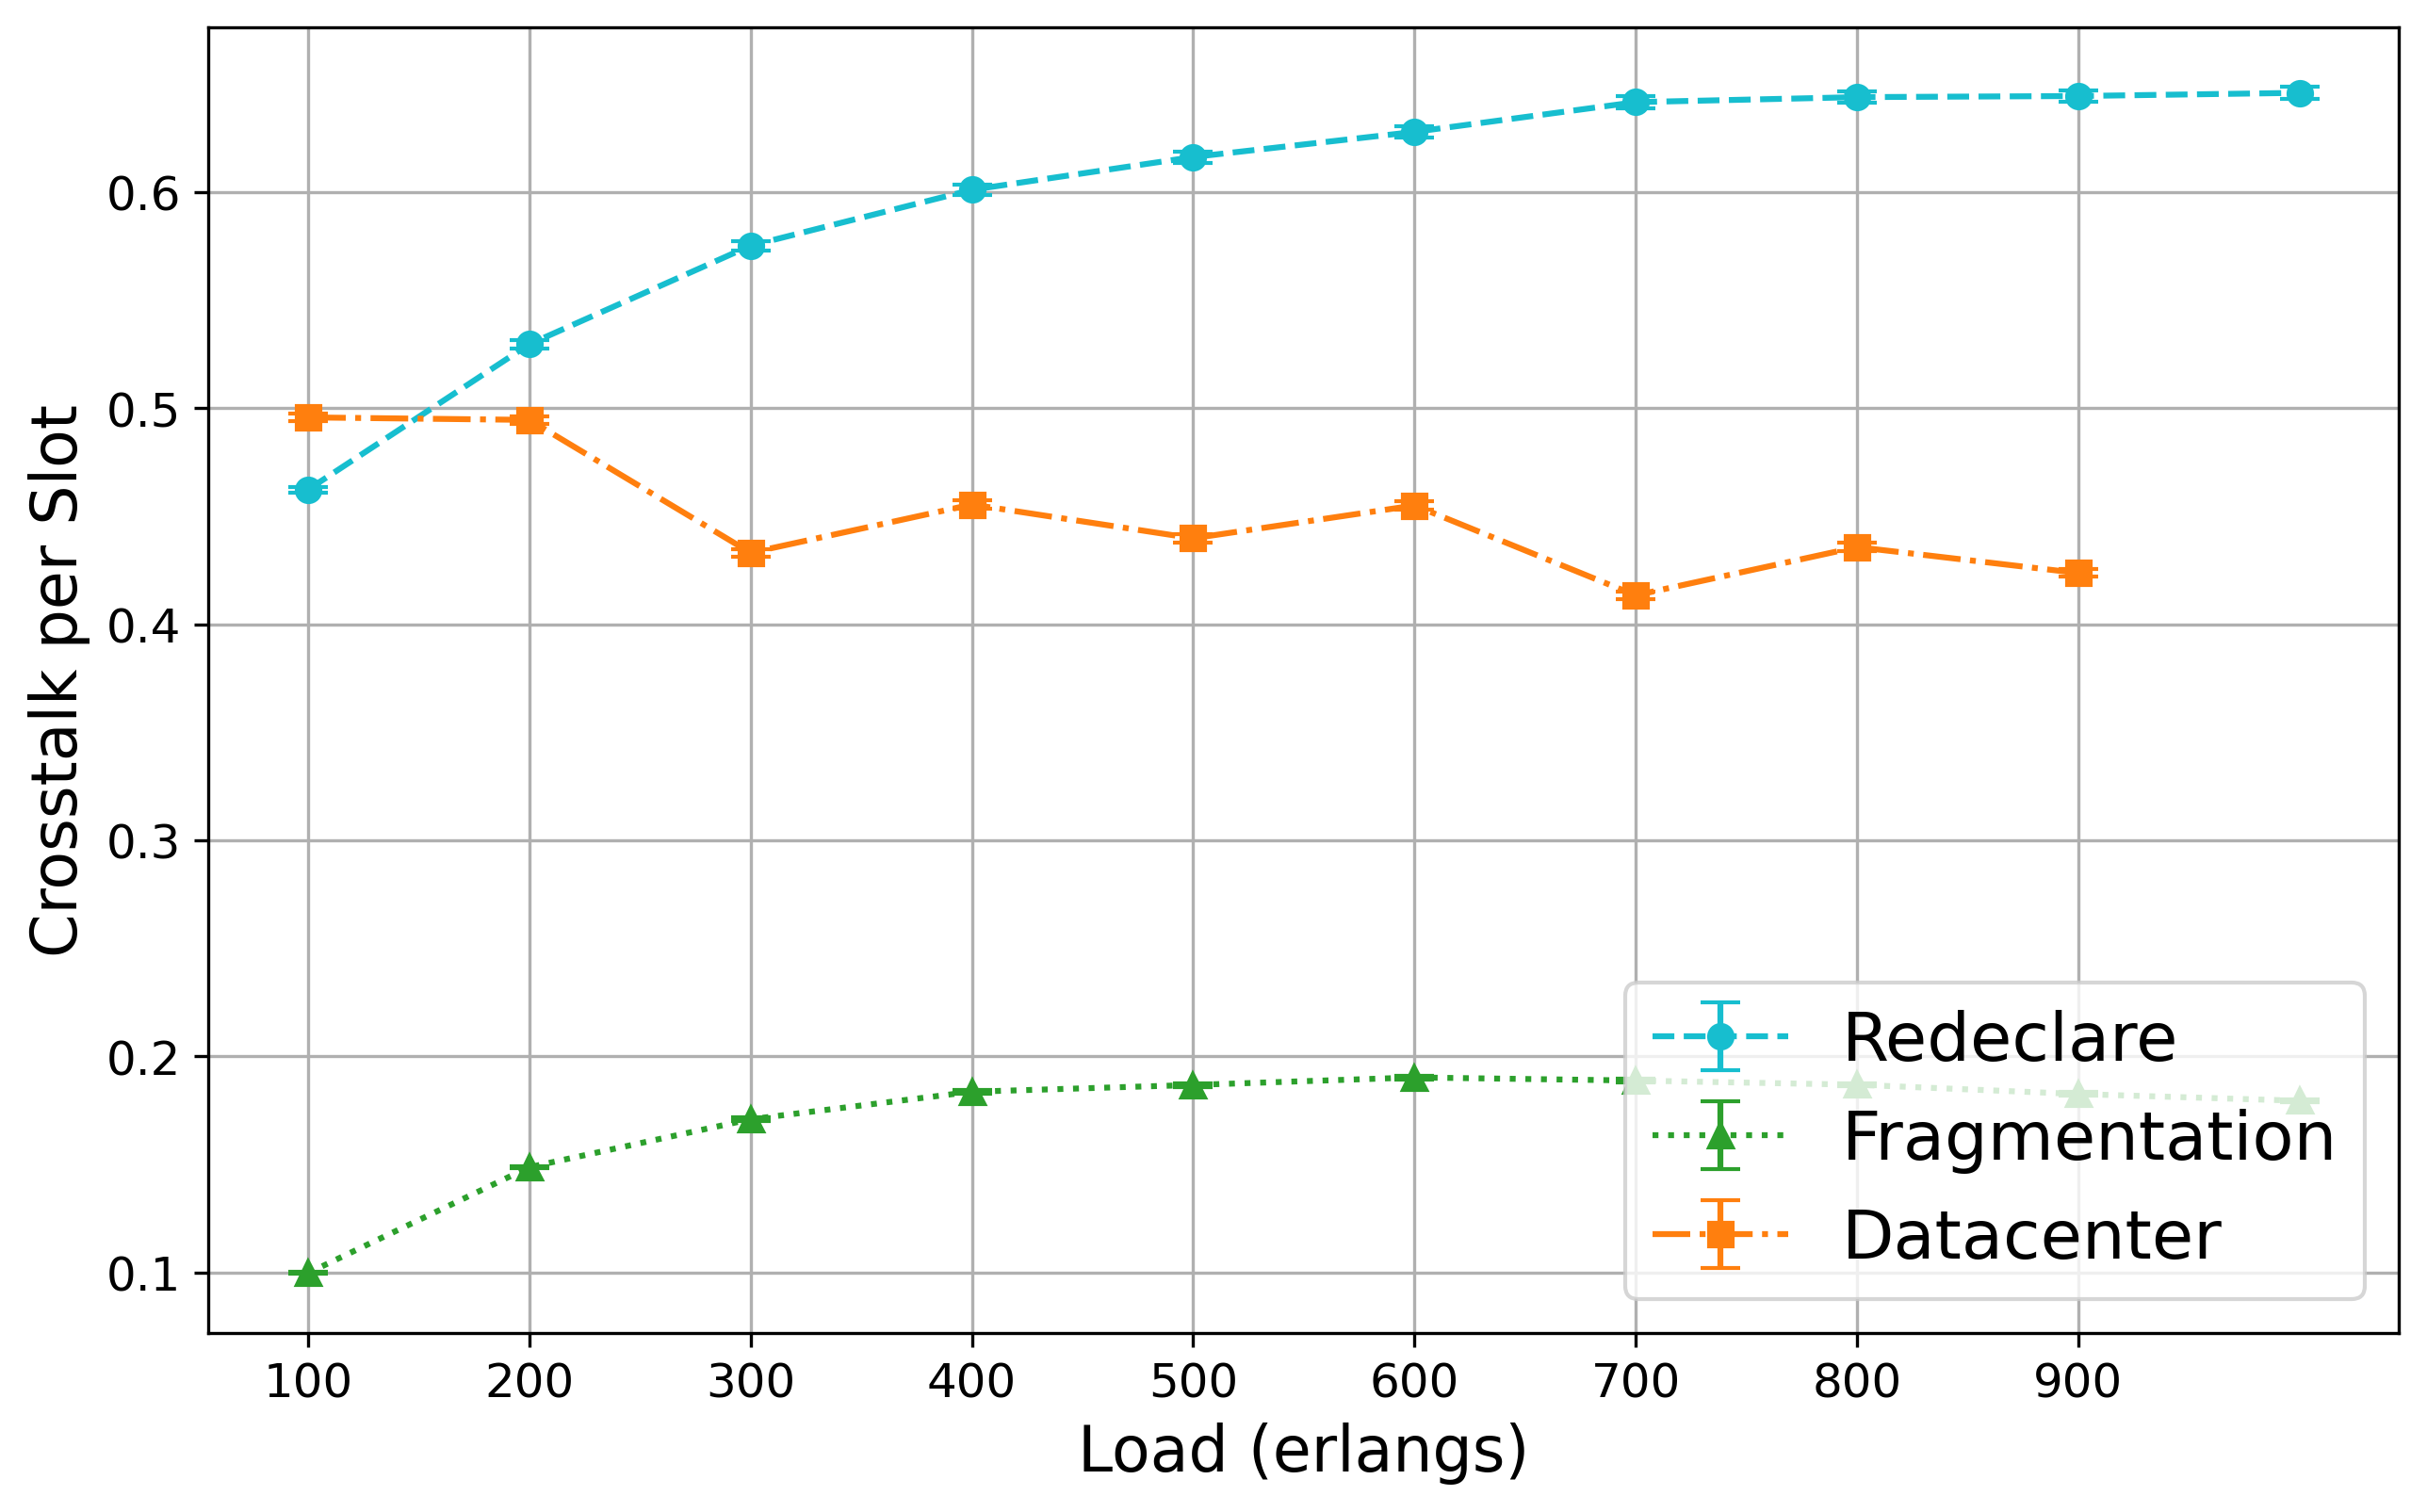 Crosstalk per Slot
0.6
0.5
0.4
0.3
0.2
0.1
Redeclare
Fragmentation
Datacenter
100 200 300 400 500 600 700 800 900
Load (erlangs)